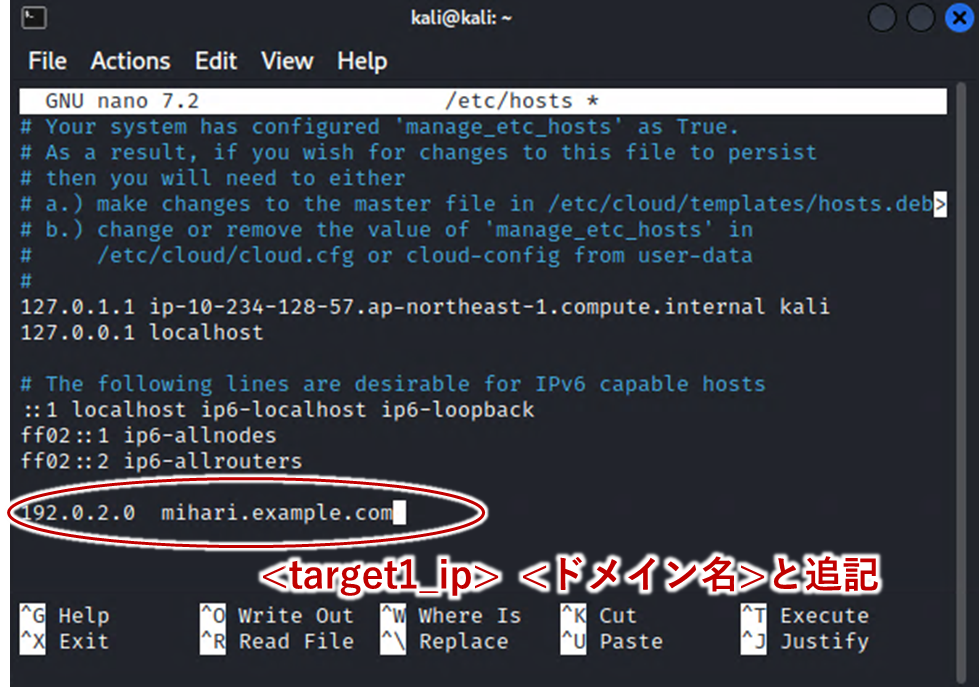 kali@kali: ~
File Actions Edit View Help
GNU nano 7.2 /etc/hosts *
# Your system has configured 'manage_etc_hosts' as True.
# As a result, if you wish for changes to this file to persist
# then you will need to either
# a.) make changes to the master file in /etc/cloud/templates/hosts.deb>
# b.) change or remove the value of 'manage_etc_hosts' in
#     /etc/cloud/cloud.cfg or cloud-config from user-data
#
127.0.1.1 ip-10-234-128-57.ap-northeast-1.compute.internal kali
127.0.0.1 localhost
# The following lines are desirable for IPv6 capable hosts
::1 localhost ip6-localhost ip6-loopback
ff02::1 ip6-allnodes
ff02::2 ip6-allrouters
192.0.2.0  mihari.example.com
<target1_ip> <ドメイン名>と追記
^G Help ^O Write Out ^W Where Is ^K Cut ^T Execute
^X Exit ^R Read File ^\ Replace ^U Paste ^J Justify